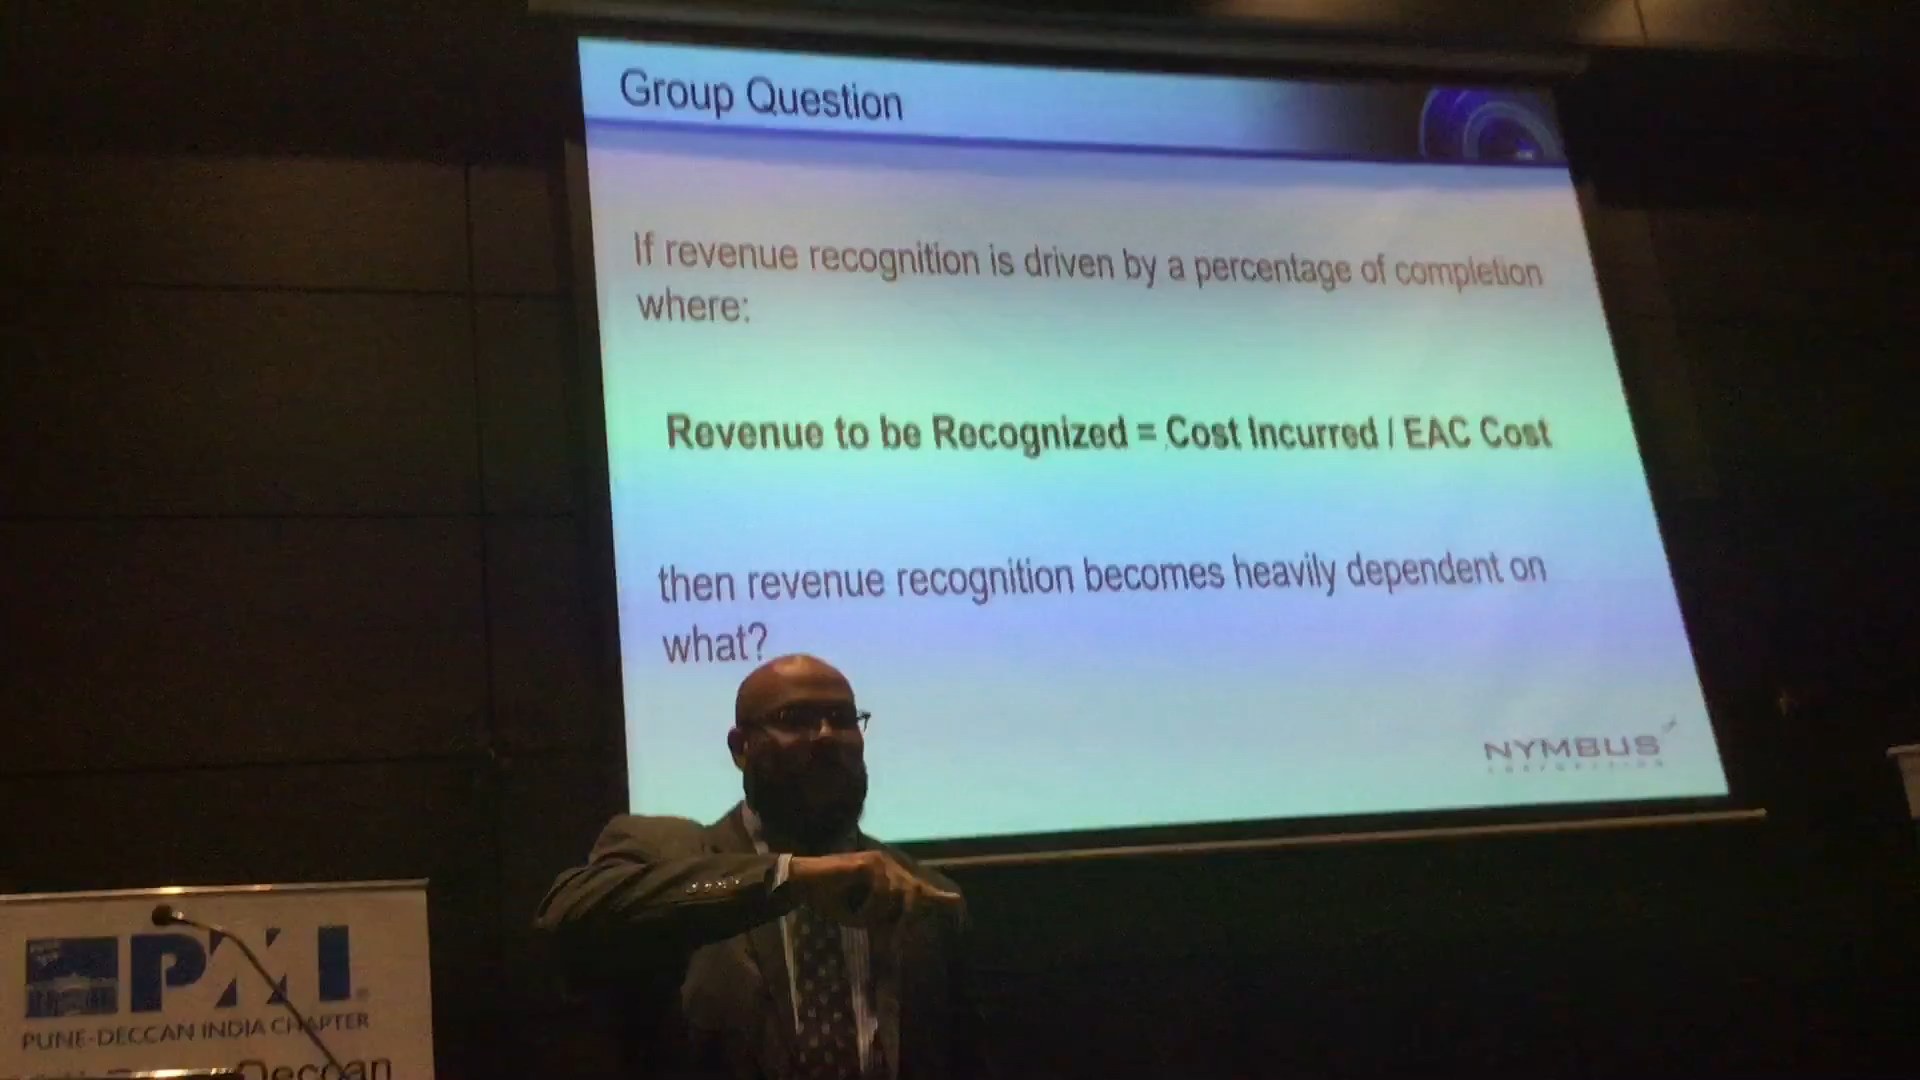 Group Question
If revenue recognition is driven by a percentage of completion
where:
Revenue to be Recognized = Cost Incurred / EAC Cost
then revenue recognition becomes heavily dependent on
what?
NYMBUS
PMI
PUNE-DECCAN INDIA CHAPTER
Deccan